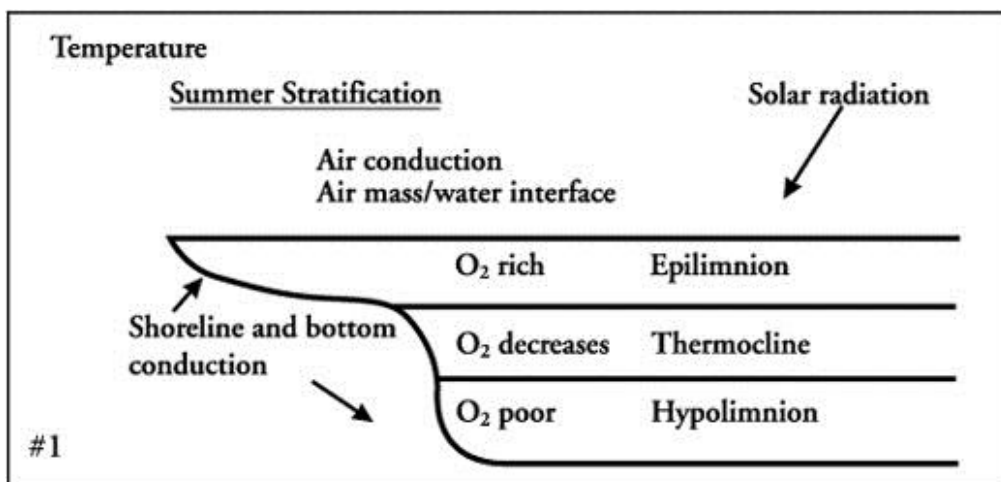 Temperature
Summer Stratification
Solar radiation
Air conduction
Air mass/water interface
O₂ rich Epilimnion
Shoreline and bottom
conduction
O₂ decreases Thermocline
O₂ poor Hypolimnion
#1